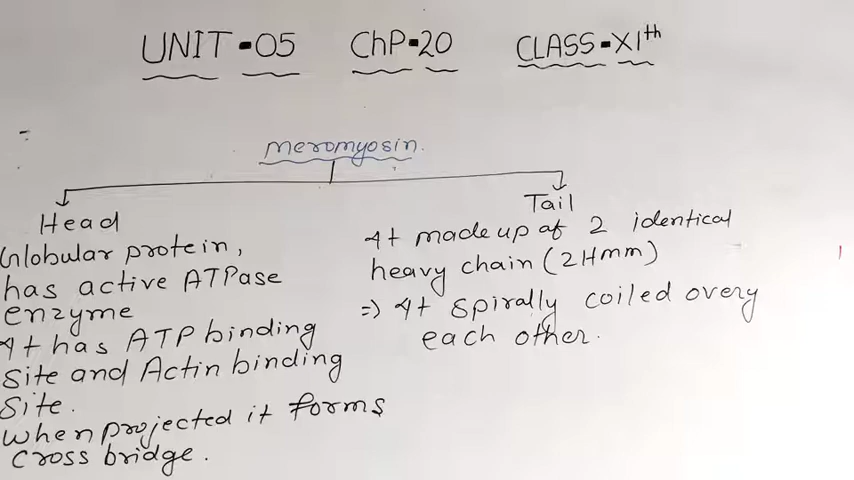 UNIT-05 ChP-20 CLASS-XIth
Meromyosin.
Head
Globular protein,
has active ATPase
enzyme
It has ATP binding
Site and Actin binding
Site.
When projected it forms
Cross bridge.
Tail
It made up of 2 identical
heavy chain (2Hmm)
⇒ It spirally coiled overy
each other.